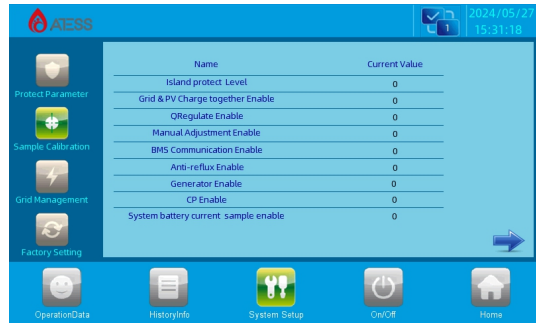 ATESS
2024/05/27
1
15:31:18
Name Current Value
Island protect Level 0
Grid & PV Charge together Enable 0
QRegulate Enable 0
Manual Adjustment Enable 0
BMS Communication Enable 0
Anti-reflux Enable 0
Generator Enable 0
CP Enable 0
System battery current sample enable 0
Protect Parameter
Sample Calibration
Grid Management
Factory Setting
OperationData
HistoryInfo
System Setup
On/Off
Home